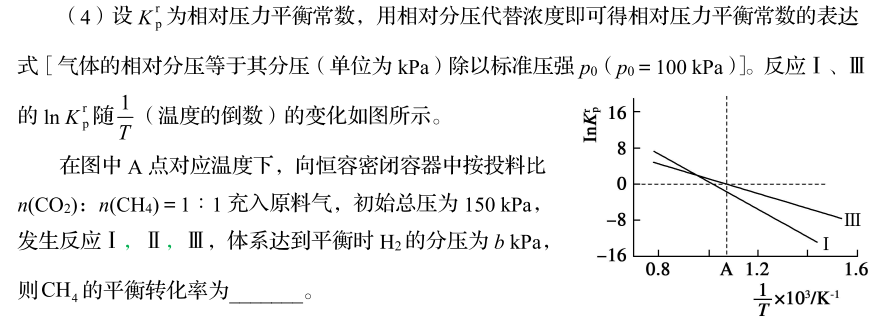 （4）设 K_p^r 为相对压力平衡常数，用相对分压代替浓度即可得相对压力平衡常数的表达
式［气体的相对分压等于其分压（单位为 kPa）除以标准压强 p₀（p₀ = 100 kPa）］。反应Ⅰ、Ⅲ
的 ln K_p^r 随 1/T（温度的倒数）的变化如图所示。
在图中 A 点对应温度下，向恒容密闭容器中按投料比
n(CO₂)：n(CH₄) = 1∶1 充入原料气，初始总压为 150 kPa，
发生反应Ⅰ，Ⅱ，Ⅲ，体系达到平衡时 H₂ 的分压为 b kPa，
则CH₄ 的平衡转化率为_______。
lnK_p^r
16
8
0
-8
-16
Ⅲ
Ⅰ
0.8 A 1.2 1.6
1/T ×10³/K⁻¹